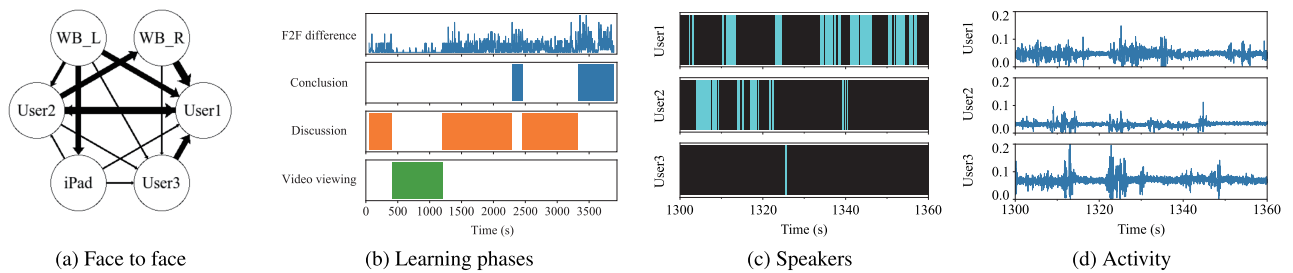 WB_L
WB_R
User2
User1
iPad
User3
(a) Face to face
F2F difference
Conclusion
Discussion
Video viewing
0 500 1000 1500 2000 2500 3000 3500
Time (s)
(b) Learning phases
User1
User2
User3
1300 1320 1340 1360
Time (s)
(c) Speakers
User1
0.2
0.1
0.0
User2
0.2
0.1
0.0
User3
0.2
0.1
0.0
1300 1320 1340 1360
Time (s)
(d) Activity